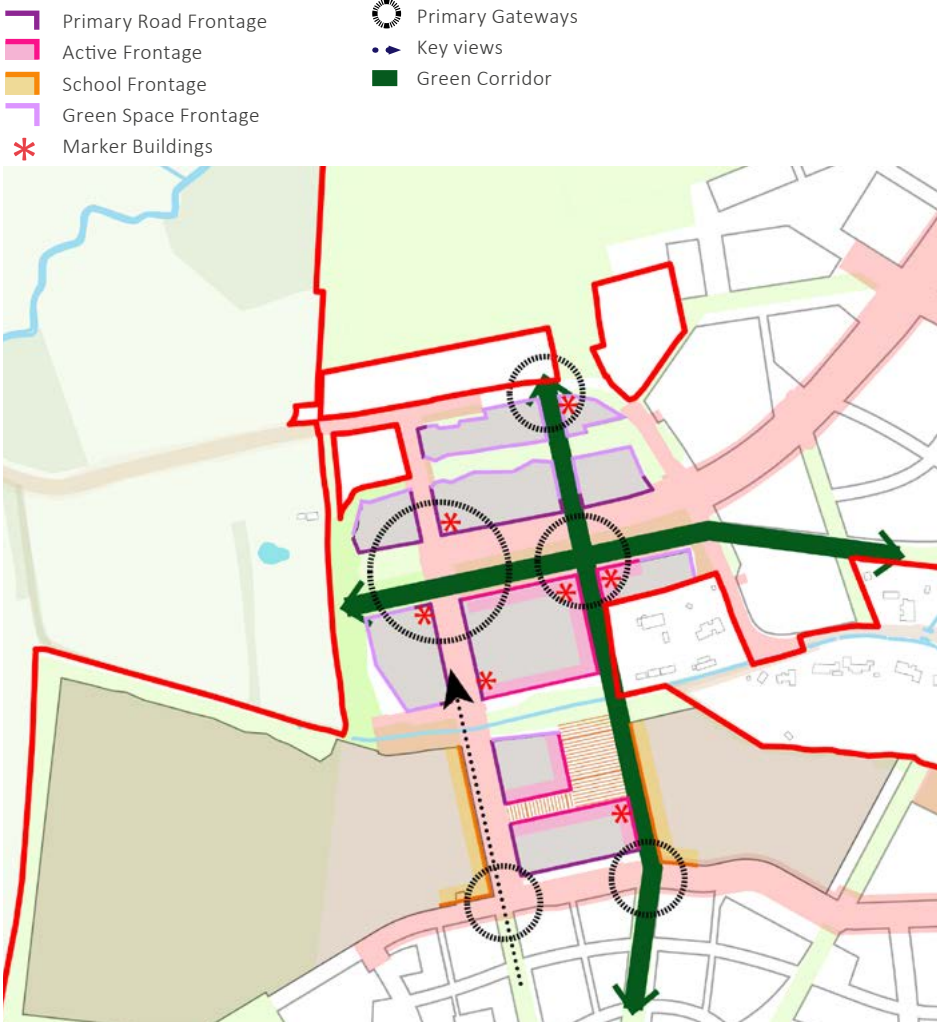 Primary Road Frontage
Active Frontage
School Frontage
Green Space Frontage
Marker Buildings
Primary Gateways
Key views
Green Corridor